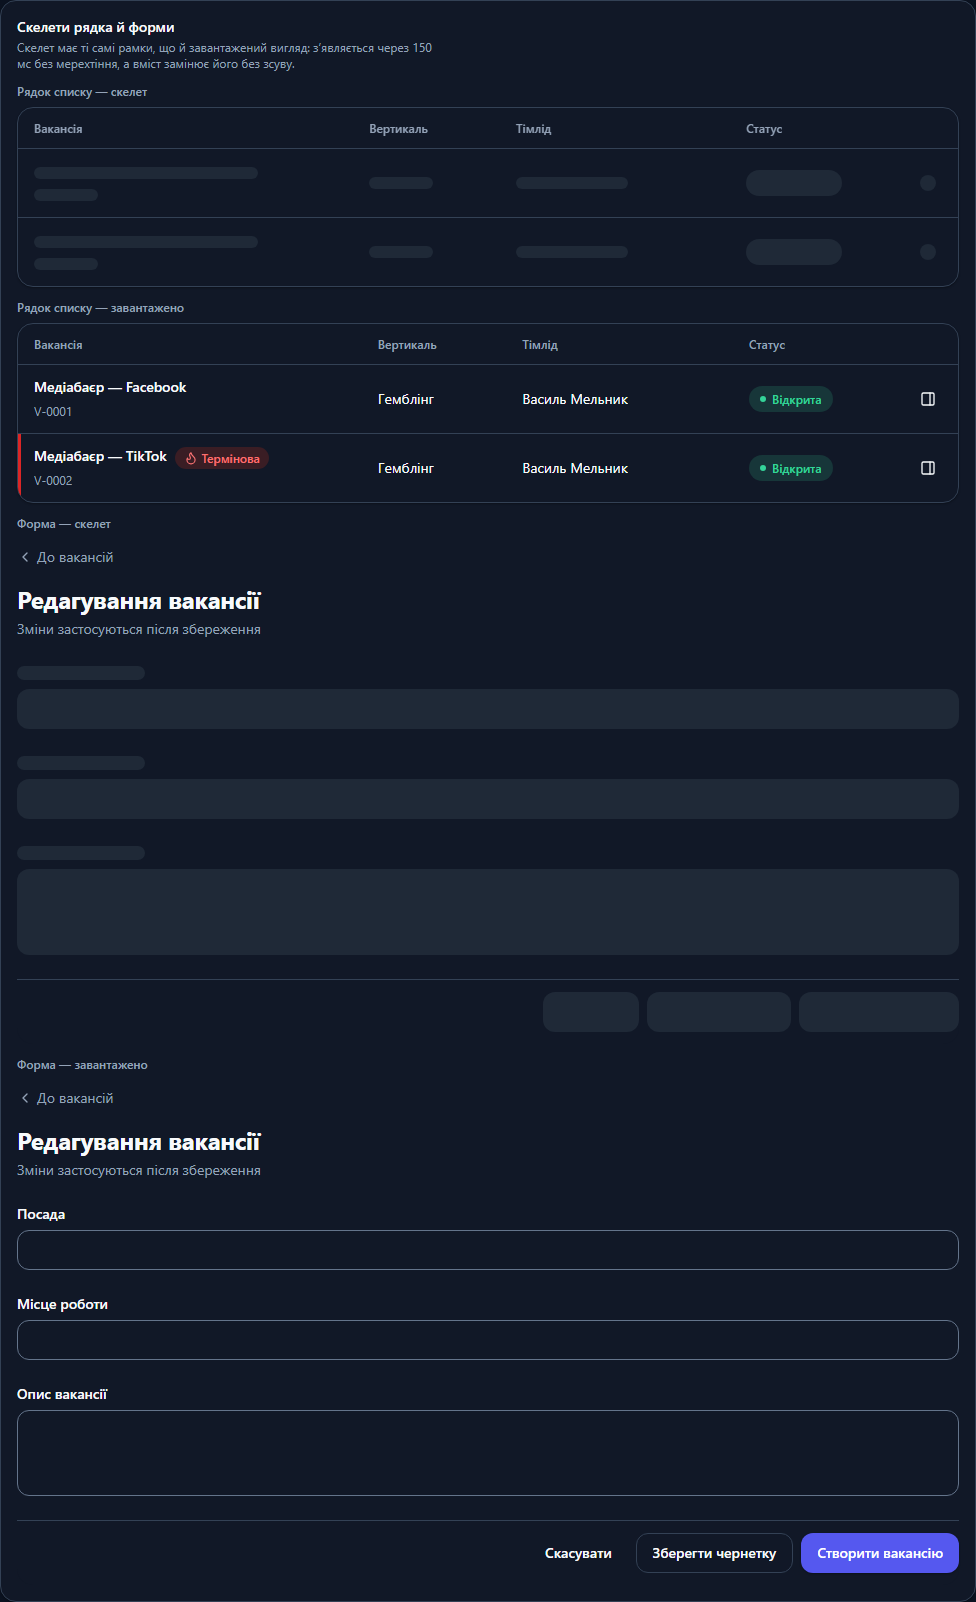 Скелети рядка й форми
Скелет має ті самі рамки, що й завантажений вигляд: з’являється через 150
мс без мерехтіння, а вміст замінює його без зсуву.
Рядок списку — скелет
Вакансія Вертикаль Тімлід Статус
Рядок списку — завантажено
Вакансія Вертикаль Тімлід Статус
Медіабаєр — Facebook
V-0001
Гемблінг Василь Мельник Відкрита
Медіабаєр — TikTok Термінова
V-0002
Гемблінг Василь Мельник Відкрита
Форма — скелет
До вакансій
Редагування вакансії
Зміни застосуються після збереження
Форма — завантажено
До вакансій
Редагування вакансії
Зміни застосуються після збереження
Посада
Місце роботи
Опис вакансії
Скасувати Зберегти чернетку Створити вакансію